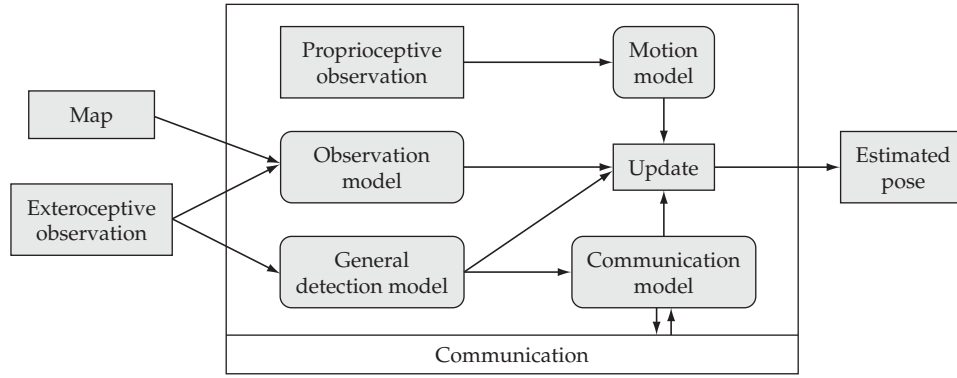 Proprioceptive
observation
Motion
model
Map
Observation
model
Update
Estimated
pose
Exteroceptive
observation
General
detection model
Communication
model
Communication